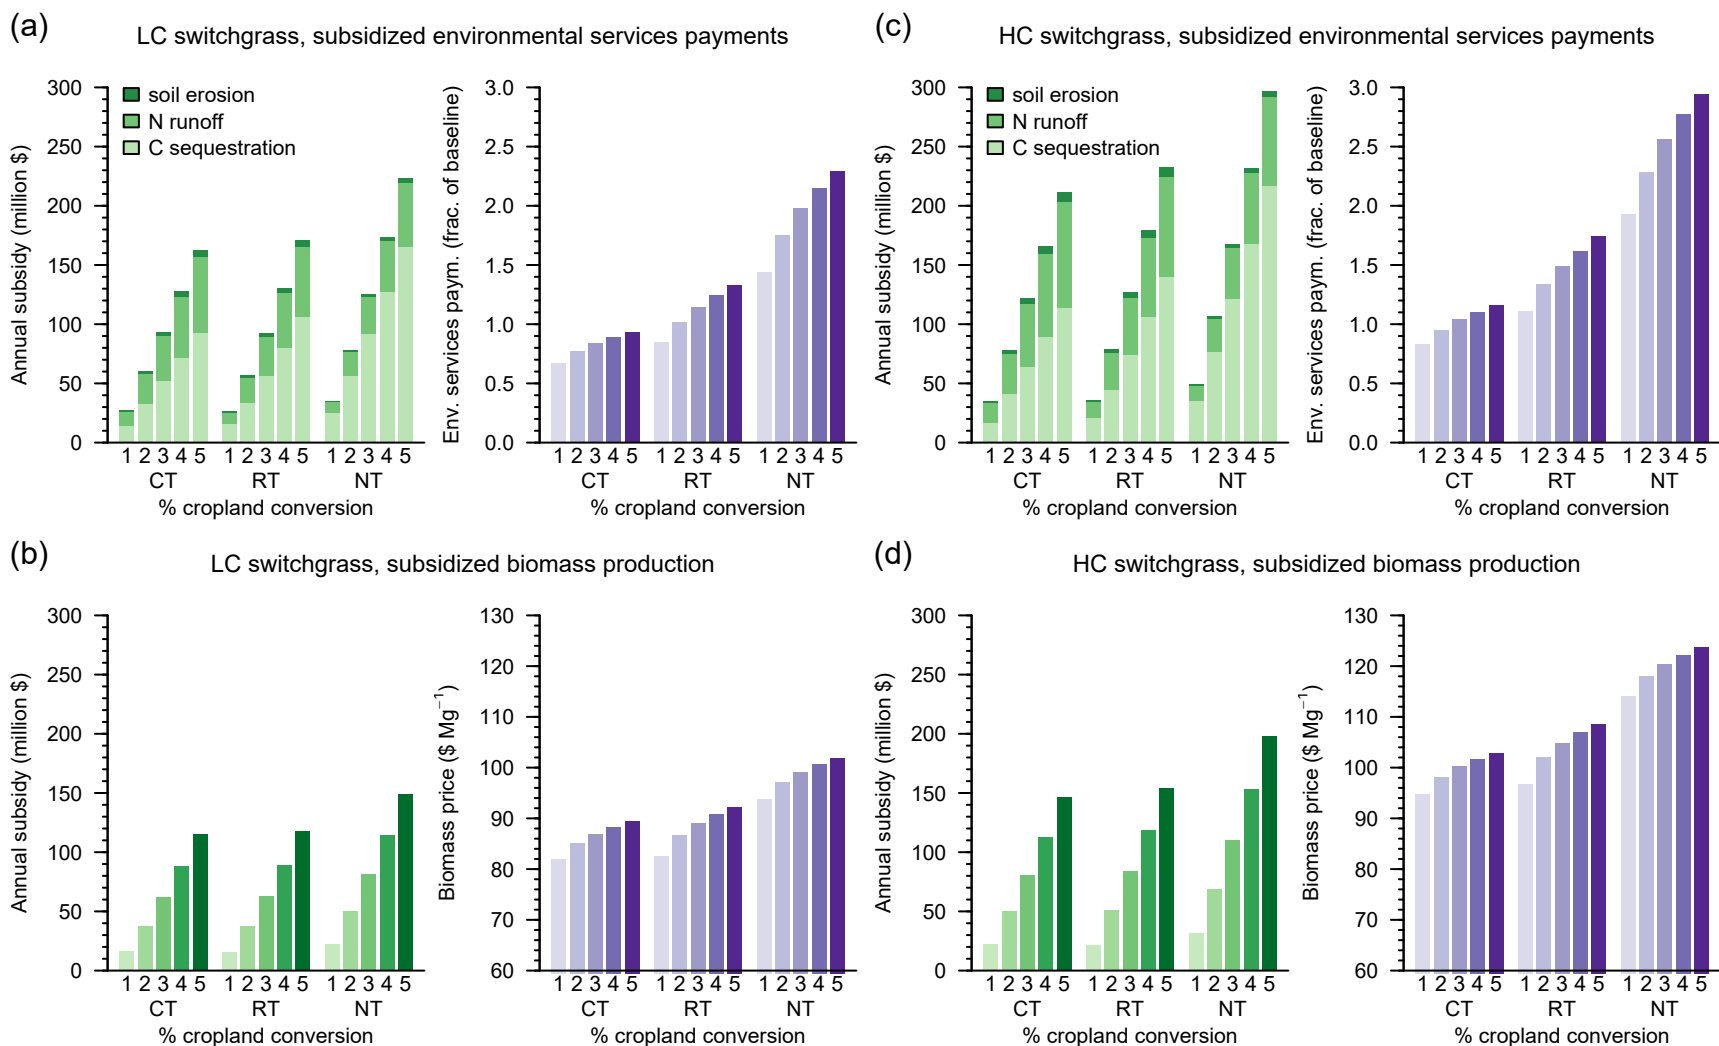 (a)
LC switchgrass, subsidized environmental services payments
Annual subsidy (million $)
300
250
200
150
100
50
0
soil erosion
N runoff
C sequestration
1 2 3 4 5 1 2 3 4 5 1 2 3 4 5
CT RT NT
% cropland conversion
Env. services paym. (frac. of baseline)
3.0
2.5
2.0
1.5
1.0
0.5
0.0
1 2 3 4 5 1 2 3 4 5 1 2 3 4 5
CT RT NT
% cropland conversion
(c)
HC switchgrass, subsidized environmental services payments
Annual subsidy (million $)
300
250
200
150
100
50
0
soil erosion
N runoff
C sequestration
1 2 3 4 5 1 2 3 4 5 1 2 3 4 5
CT RT NT
% cropland conversion
Env. services paym. (frac. of baseline)
3.0
2.5
2.0
1.5
1.0
0.5
0.0
1 2 3 4 5 1 2 3 4 5 1 2 3 4 5
CT RT NT
% cropland conversion
(b)
LC switchgrass, subsidized biomass production
Annual subsidy (million $)
300
250
200
150
100
50
0
1 2 3 4 5 1 2 3 4 5 1 2 3 4 5
CT RT NT
% cropland conversion
Biomass price ($ Mg⁻¹)
130
120
110
100
90
80
70
60
1 2 3 4 5 1 2 3 4 5 1 2 3 4 5
CT RT NT
% cropland conversion
(d)
HC switchgrass, subsidized biomass production
Annual subsidy (million $)
300
250
200
150
100
50
0
1 2 3 4 5 1 2 3 4 5 1 2 3 4 5
CT RT NT
% cropland conversion
Biomass price ($ Mg⁻¹)
130
120
110
100
90
80
70
60
1 2 3 4 5 1 2 3 4 5 1 2 3 4 5
CT RT NT
% cropland conversion